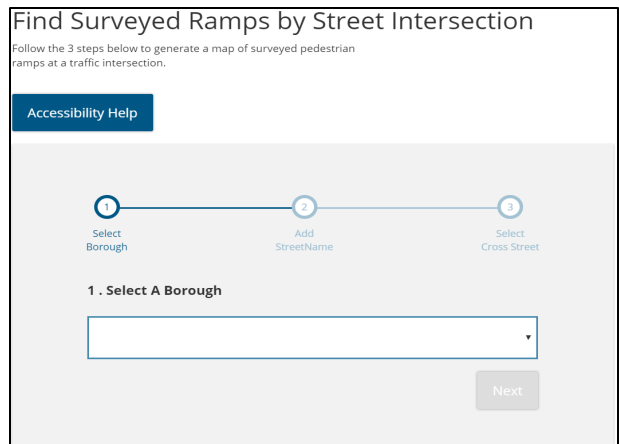 Find Surveyed Ramps by Street Intersection
Follow the 3 steps below to generate a map of surveyed pedestrian
ramps at a traffic intersection.
Accessibility Help
1
2
3
Select
Borough
Add
StreetName
Select
Cross Street
1 . Select A Borough
Next